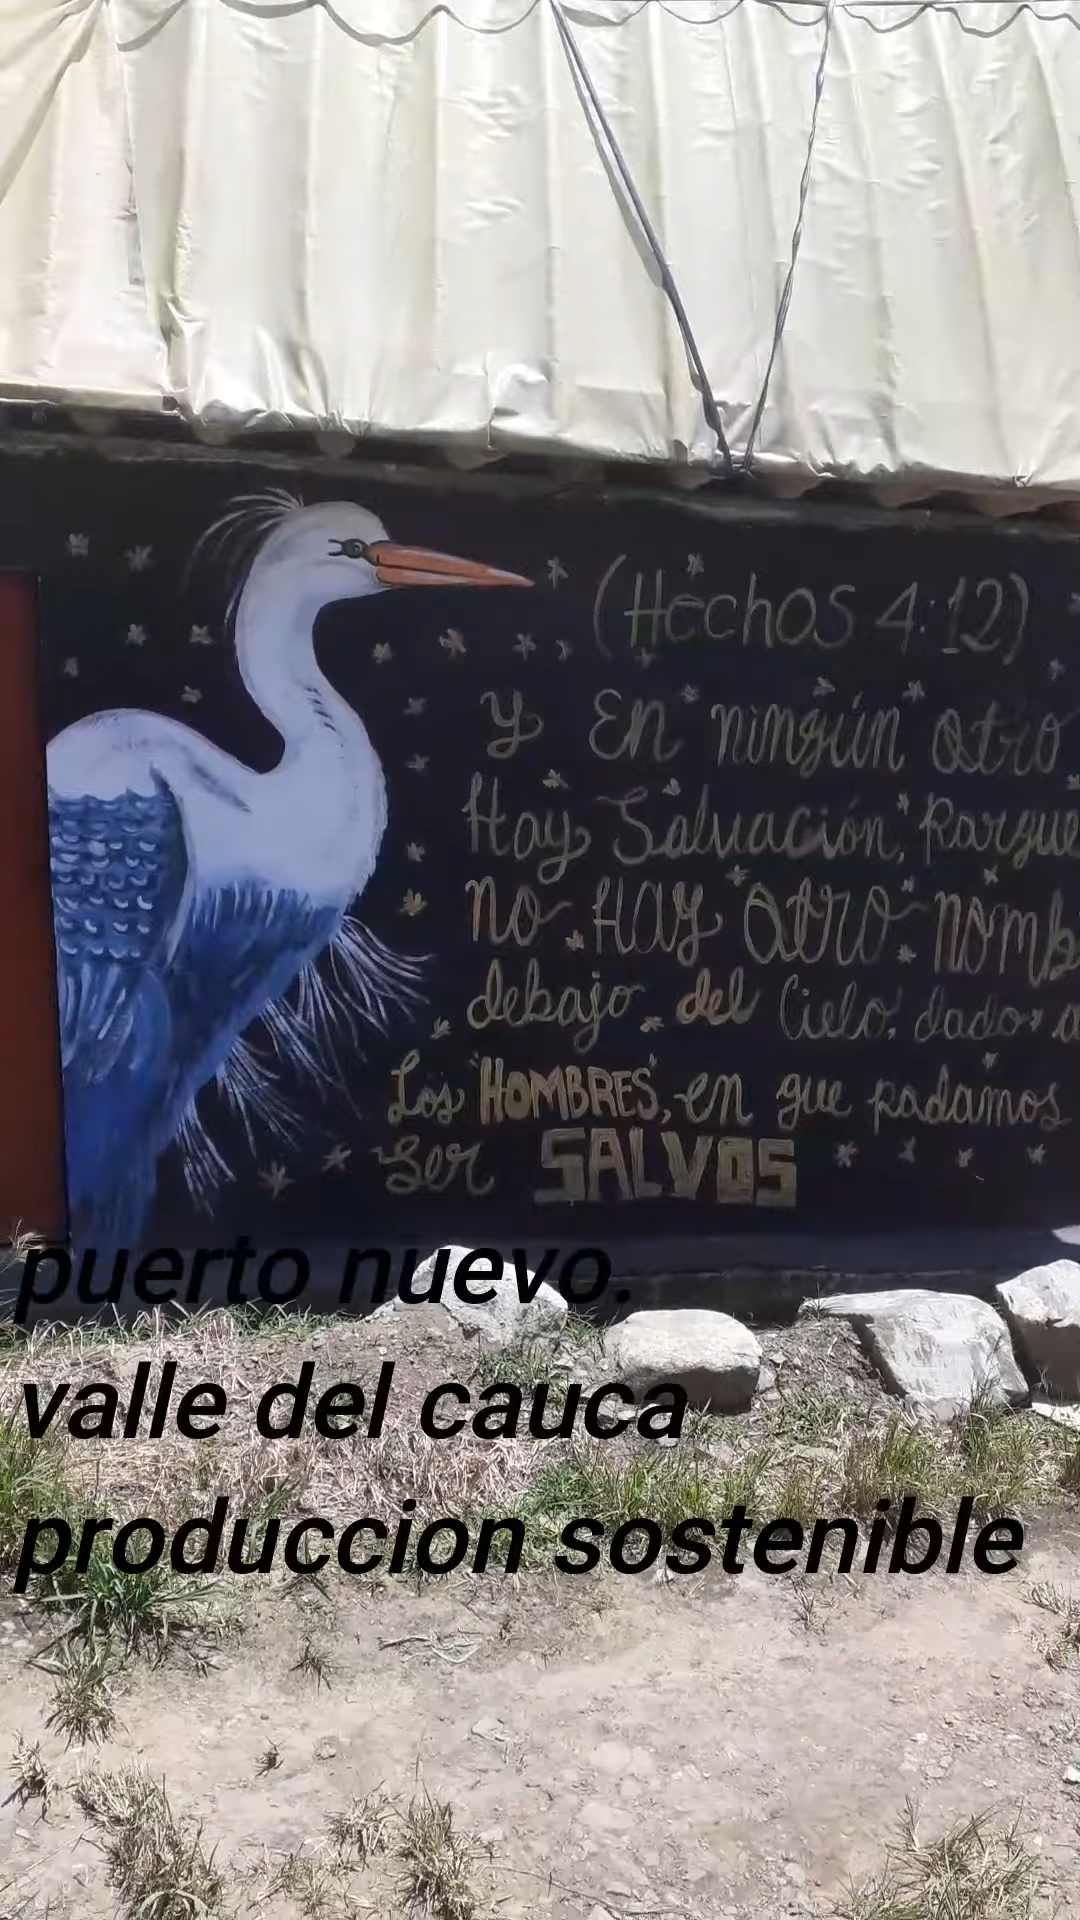 (Hechos 4:12)
Y En ningún otro
Hay Salvación, Porque
no HAY otro nomb
debajo del Cielo, dado a
Los "HOMBRES", en que podamos
Ser SALVOS
puerto nuevo.
valle del cauca
produccion sostenible